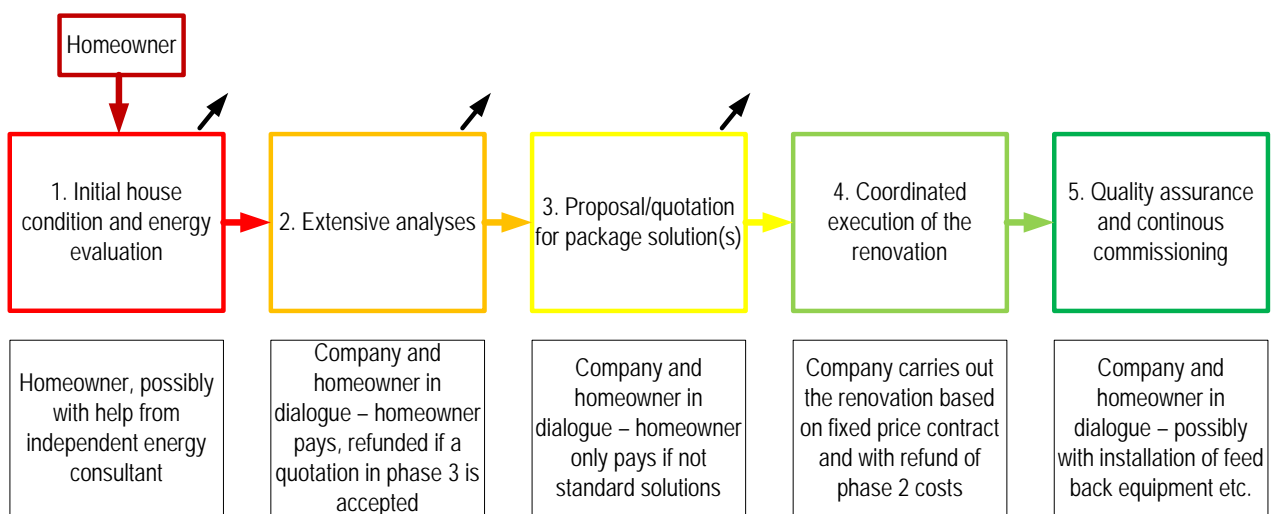 Homeowner
1. Initial house
condition and energy
evaluation
2. Extensive analyses
3. Proposal/quotation
for package solution(s)
4. Coordinated
execution of the
renovation
5. Quality assurance
and continous
commissioning
Homeowner, possibly
with help from
independent energy
consultant
Company and
homeowner in
dialogue – homeowner
pays, refunded if a
quotation in phase 3 is
accepted
Company and
homeowner in
dialogue – homeowner
only pays if not
standard solutions
Company carries out
the renovation based
on fixed price contract
and with refund of
phase 2 costs
Company and
homeowner in
dialogue – possibly
with installation of feed
back equipment etc.